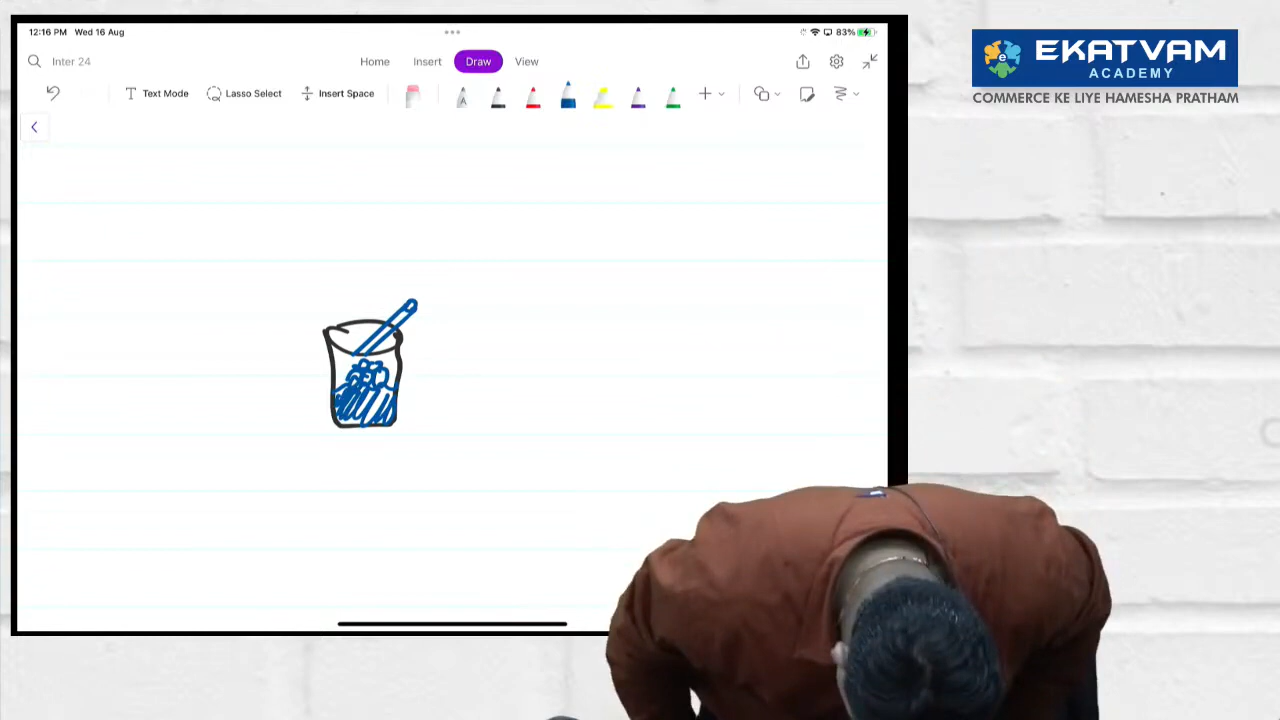 12:16 PM Wed 16 Aug
83%
EKATVAM
ACADEMY
COMMERCE KE LIYE HAMESHA PRATHAM
Inter 24
Home Insert Draw View
Text Mode Lasso Select Insert Space